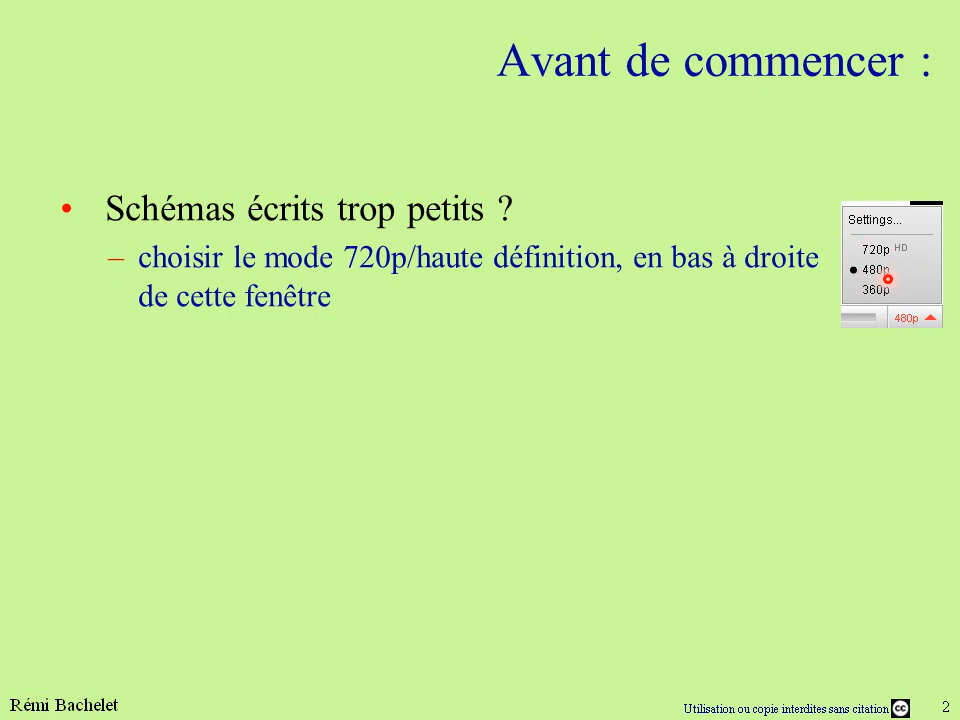 Avant de commencer :
• Schémas écrits trop petits ?
– choisir le mode 720p/haute définition, en bas à droite
de cette fenêtre
Settings...
720p HD
480p
360p
480p
Rémi Bachelet
Utilisation ou copie interdites sans citation
cc
2